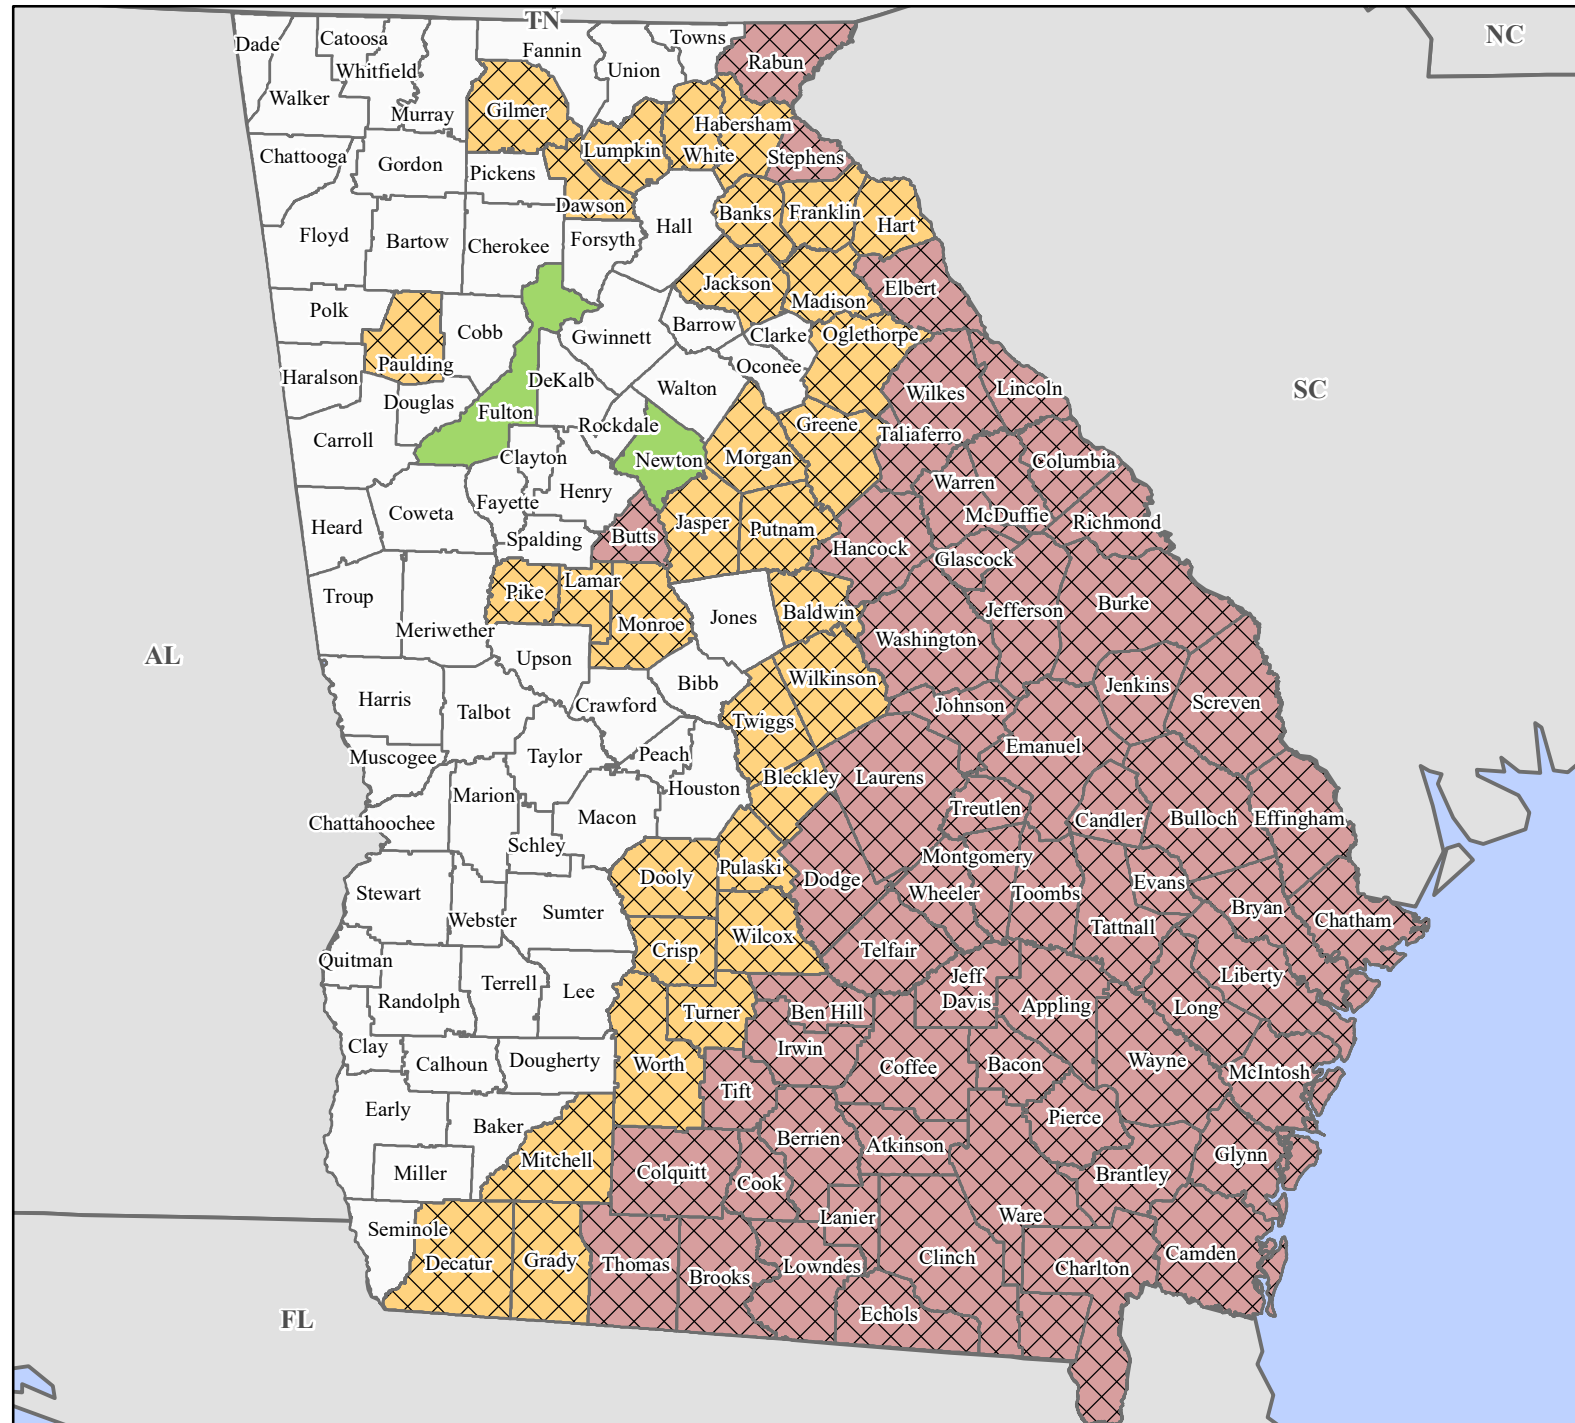 TN
NC
Dade
Catoosa
Fannin
Towns
Union
Rabun
Whitfield
Walker
Murray
Gilmer
Habersham
Lumpkin
White
Stephens
Chattooga
Gordon
Pickens
Dawson
Banks
Franklin
Hart
Hall
Floyd
Bartow
Cherokee
Forsyth
Jackson
Madison
Elbert
Polk
Cobb
Gwinnett
Barrow
Clarke
Oglethorpe
Paulding
Haralson
DeKalb
Oconee
Walton
SC
Wilkes
Lincoln
Douglas
Fulton
Rockdale
Greene
Taliaferro
Carroll
Clayton
Newton
Morgan
Columbia
Henry
Warren
Fayette
Coweta
Heard
McDuffie
Richmond
Jasper
Putnam
Spalding
Butts
Hancock
Glascock
Lamar
Pike
Troup
Burke
Jefferson
Baldwin
Jones
Monroe
Meriwether
Washington
AL
Upson
Wilkinson
Bibb
Jenkins
Harris
Crawford
Johnson
Screven
Talbot
Twiggs
Emanuel
Muscogee
Taylor
Peach
Bleckley
Laurens
Houston
Marion
Treutlen
Macon
Chattahoochee
Candler
Bulloch
Effingham
Schley
Montgomery
Pulaski
Dooly
Dodge
Evans
Stewart
Wheeler
Toombs
Bryan
Sumter
Webster
Chatham
Tattnall
Wilcox
Crisp
Telfair
Quitman
Jeff
Davis
Liberty
Terrell
Lee
Randolph
Appling
Long
Turner
Ben Hill
Clay
Irwin
Calhoun
Dougherty
Worth
Coffee
Bacon
Wayne
McIntosh
Tift
Early
Baker
Pierce
Berrien
Atkinson
Mitchell
Glynn
Miller
Colquitt
Cook
Brantley
Lanier
Ware
Seminole
Decatur
Grady
Thomas
Brooks
Lowndes
Clinch
Charlton
Camden
Echols
FL